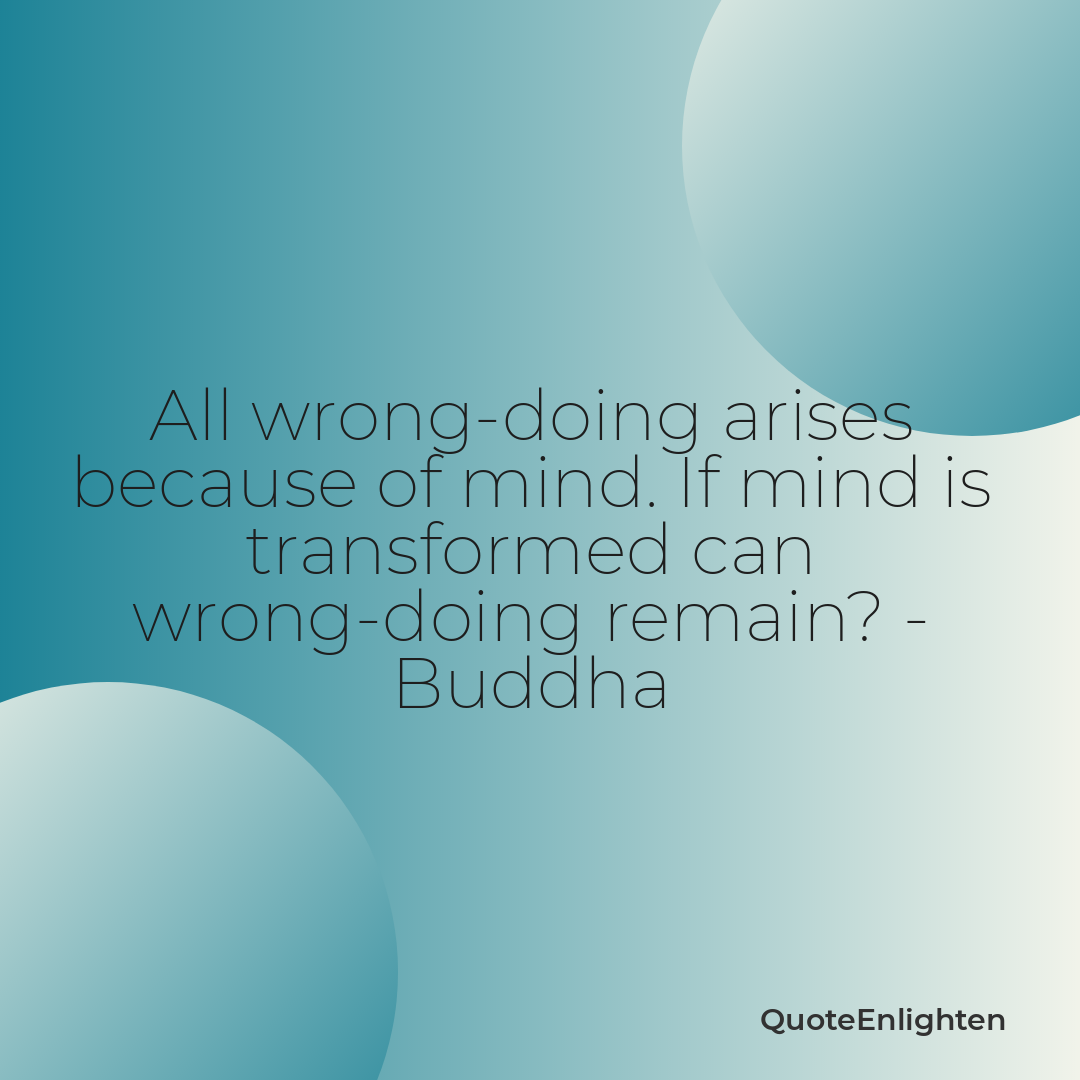 All wrong-doing arises
because of mind. If mind is
transformed can
wrong-doing remain? -
Buddha
QuoteEnlighten